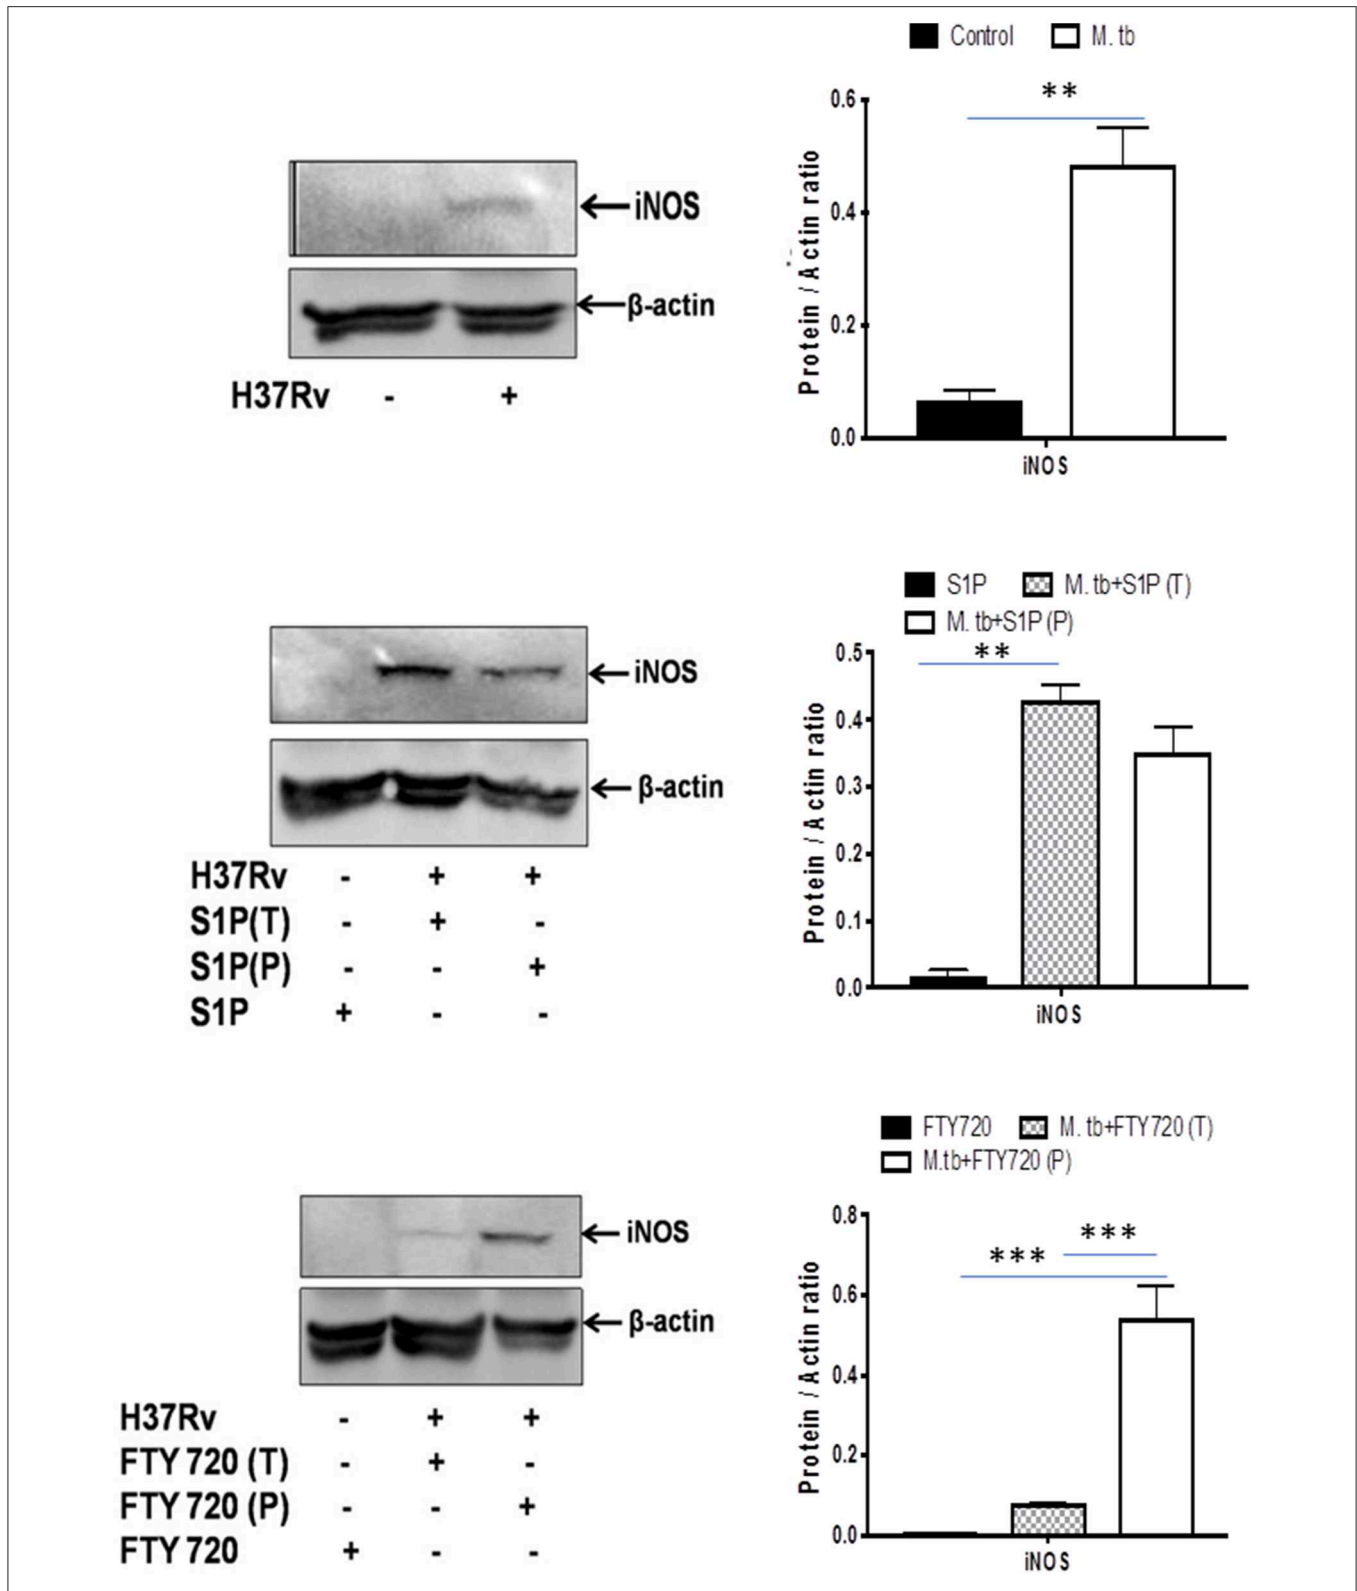 Control M. tb
**
0.6
0.4
0.2
0.0
Protein / Actin ratio
iNOS
iNOS
β-actin
H37Rv - +
S1P M. tb+S1P (T)
M. tb+S1P (P)
**
0.5
0.4
0.3
0.2
0.1
0.0
Protein / Actin ratio
iNOS
iNOS
β-actin
H37Rv - + +
S1P(T) - + -
S1P(P) - - +
S1P + - -
FTY720 M. tb+FTY720 (T)
M.tb+FTY720 (P)
***
***
0.8
0.6
0.4
0.2
0.0
Protein / Actin ratio
iNOS
iNOS
β-actin
H37Rv - + +
FTY 720 (T) - + -
FTY 720 (P) - - +
FTY 720 + - -